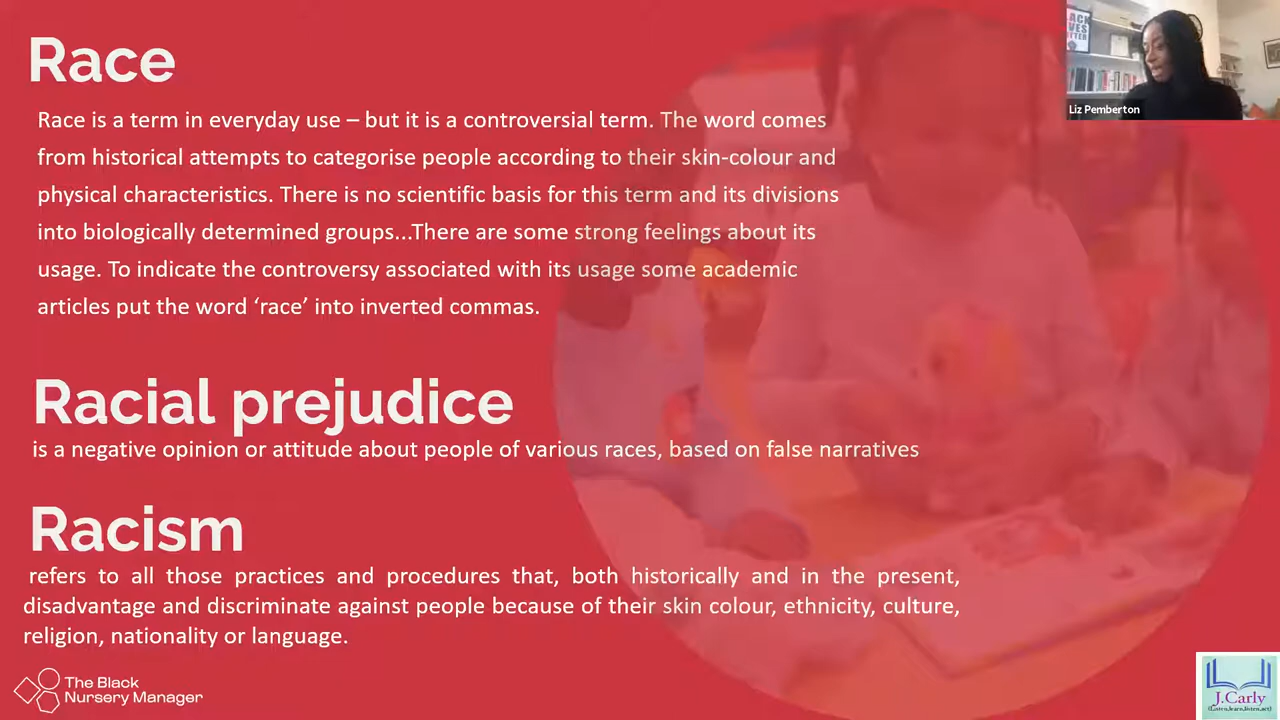 Race
Race is a term in everyday use – but it is a controversial term. The word comes
from historical attempts to categorise people according to their skin-colour and
physical characteristics. There is no scientific basis for this term and its divisions
into biologically determined groups...There are some strong feelings about its
usage. To indicate the controversy associated with its usage some academic
articles put the word ‘race’ into inverted commas.
Racial prejudice
is a negative opinion or attitude about people of various races, based on false narratives
Racism
refers to all those practices and procedures that, both historically and in the present,
disadvantage and discriminate against people because of their skin colour, ethnicity, culture,
religion, nationality or language.
The Black
Nursery Manager
Liz Pemberton
J.Carly